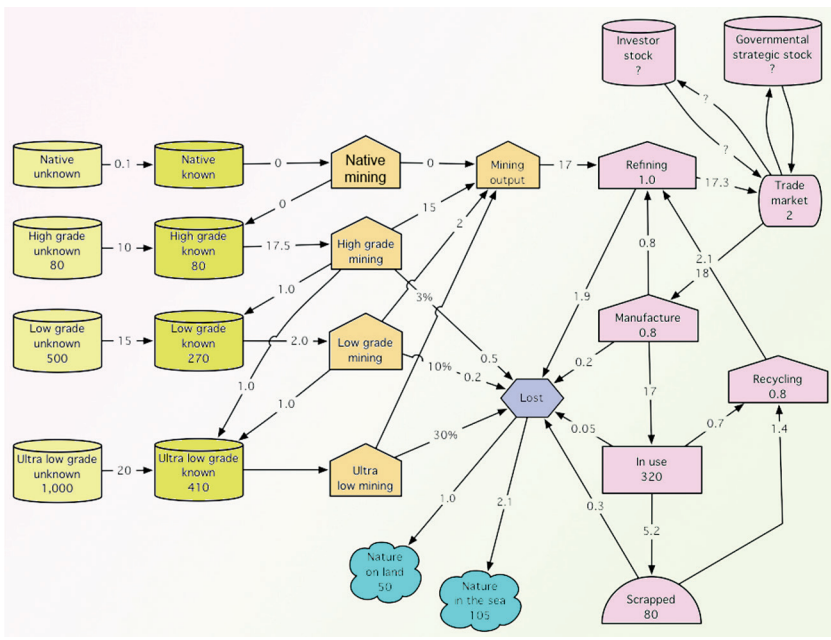 Investor
stock
?
Governmental
strategic stock
?
?
?
Native
unknown
0.1
Native
known
0
Native
mining
0
Mining
output
17
Refining
1.0
17.3
Trade
market
2
0
15
2
High grade
unknown
80
10
High grade
known
80
17.5
High grade
mining
0.8
2.1
18
1.0
3%
1.9
Low grade
unknown
500
15
Low grade
known
270
2.0
Low grade
mining
Manufacture
0.8
0.5
0.2
10%
0.2
Recycling
0.8
1.0
1.0
Lost
17
0.7
1.4
0.05
30%
Ultra low grade
unknown
1,000
20
Ultra low grade
known
410
Ultra
low mining
In use
320
1.0
2.1
0.3
5.2
Nature
on land
50
Nature
in the sea
105
Scrapped
80